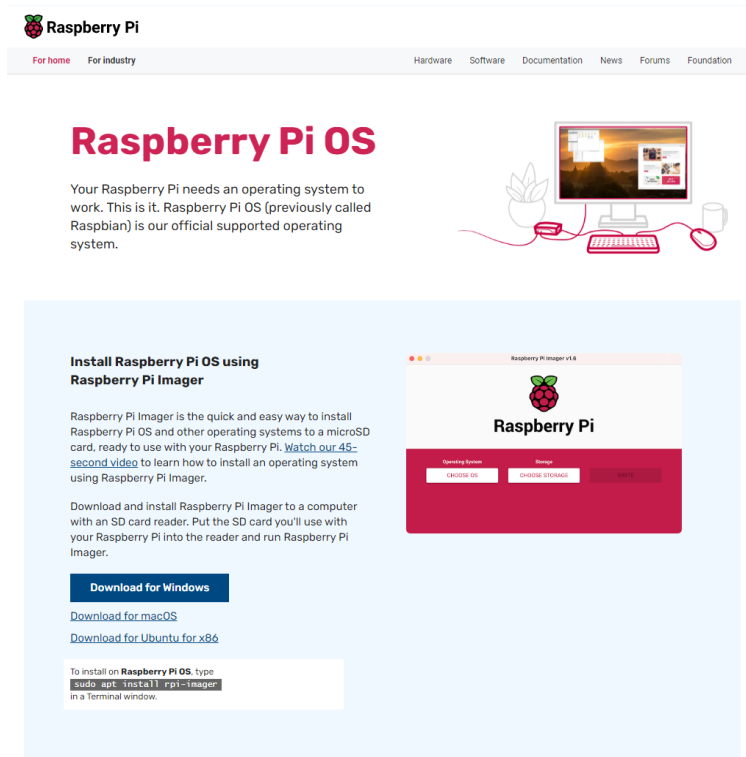 Raspberry Pi
For home For industry Hardware Software Documentation News Forums Foundation
Raspberry Pi OS
Your Raspberry Pi needs an operating system to
work. This is it. Raspberry Pi OS (previously called
Raspbian) is our official supported operating
system.
Install Raspberry Pi OS using
Raspberry Pi Imager
Raspberry Pi Imager is the quick and easy way to install
Raspberry Pi OS and other operating systems to a microSD
card, ready to use with your Raspberry Pi. Watch our 45-
second video to learn how to install an operating system
using Raspberry Pi Imager.
Download and install Raspberry Pi Imager to a computer
with an SD card reader. Put the SD card you'll use with
your Raspberry Pi into the reader and run Raspberry Pi
Imager.
Download for Windows
Download for macOS
Download for Ubuntu for x86
To install on Raspberry Pi OS, type
sudo apt install rpi-imager
in a Terminal window.
Raspberry Pi Imager v1.6
Raspberry Pi
Operating System Storage
CHOOSE OS CHOOSE STORAGE WRITE